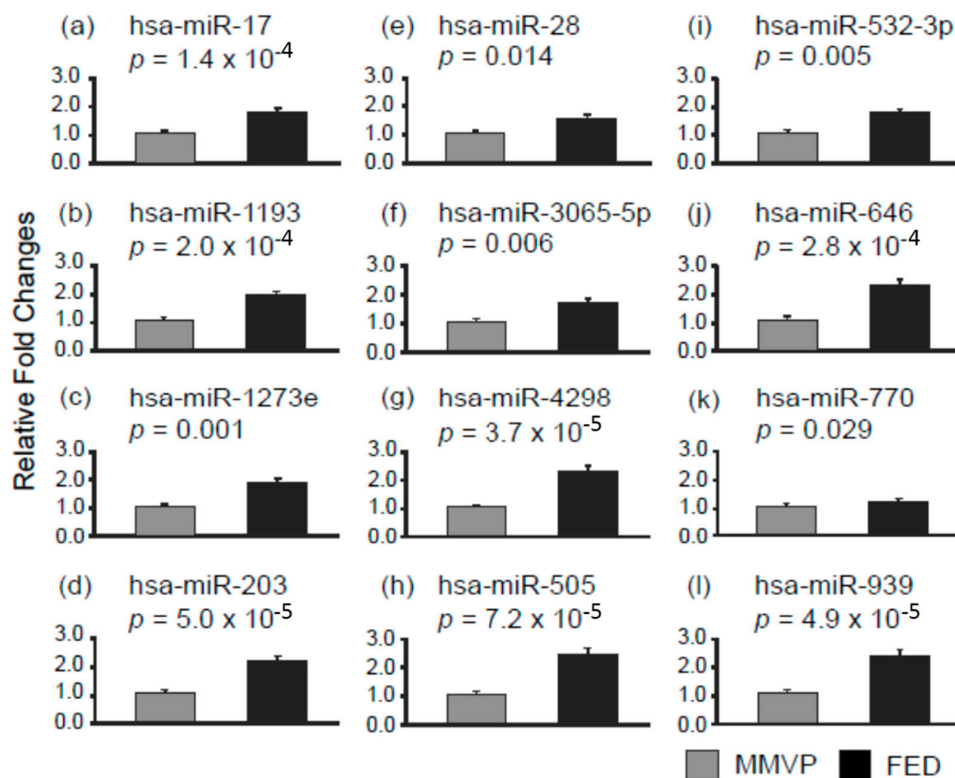 Relative Fold Changes
(a) hsa-miR-17
p = 1.4 x 10-4
3.0
2.0
1.0
0.0
(b) hsa-miR-1193
p = 2.0 x 10-4
3.0
2.0
1.0
0.0
(c) hsa-miR-1273e
p = 0.001
3.0
2.0
1.0
0.0
(d) hsa-miR-203
p = 5.0 x 10-5
3.0
2.0
1.0
0.0
(e) hsa-miR-28
p = 0.014
3.0
2.0
1.0
0.0
(f) hsa-miR-3065-5p
p = 0.006
3.0
2.0
1.0
0.0
(g) hsa-miR-4298
p = 3.7 x 10-5
3.0
2.0
1.0
0.0
(h) hsa-miR-505
p = 7.2 x 10-5
3.0
2.0
1.0
0.0
(i) hsa-miR-532-3p
p = 0.005
3.0
2.0
1.0
0.0
(j) hsa-miR-646
p = 2.8 x 10-4
3.0
2.0
1.0
0.0
(k) hsa-miR-770
p = 0.029
3.0
2.0
1.0
0.0
(l) hsa-miR-939
p = 4.9 x 10-5
3.0
2.0
1.0
0.0
MMVP FED